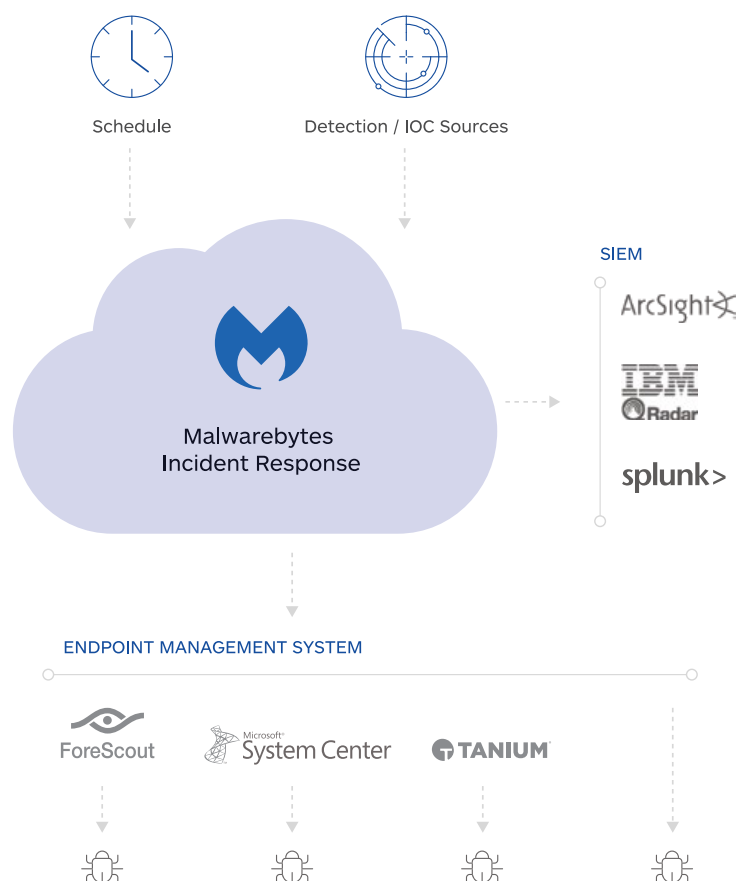 Schedule
Detection / IOC Sources
SIEM
ArcSight
IBM
QRadar
splunk>
Malwarebytes
Incident Response
ENDPOINT MANAGEMENT SYSTEM
ForeScout
Microsoft®
System Center
TANIUM